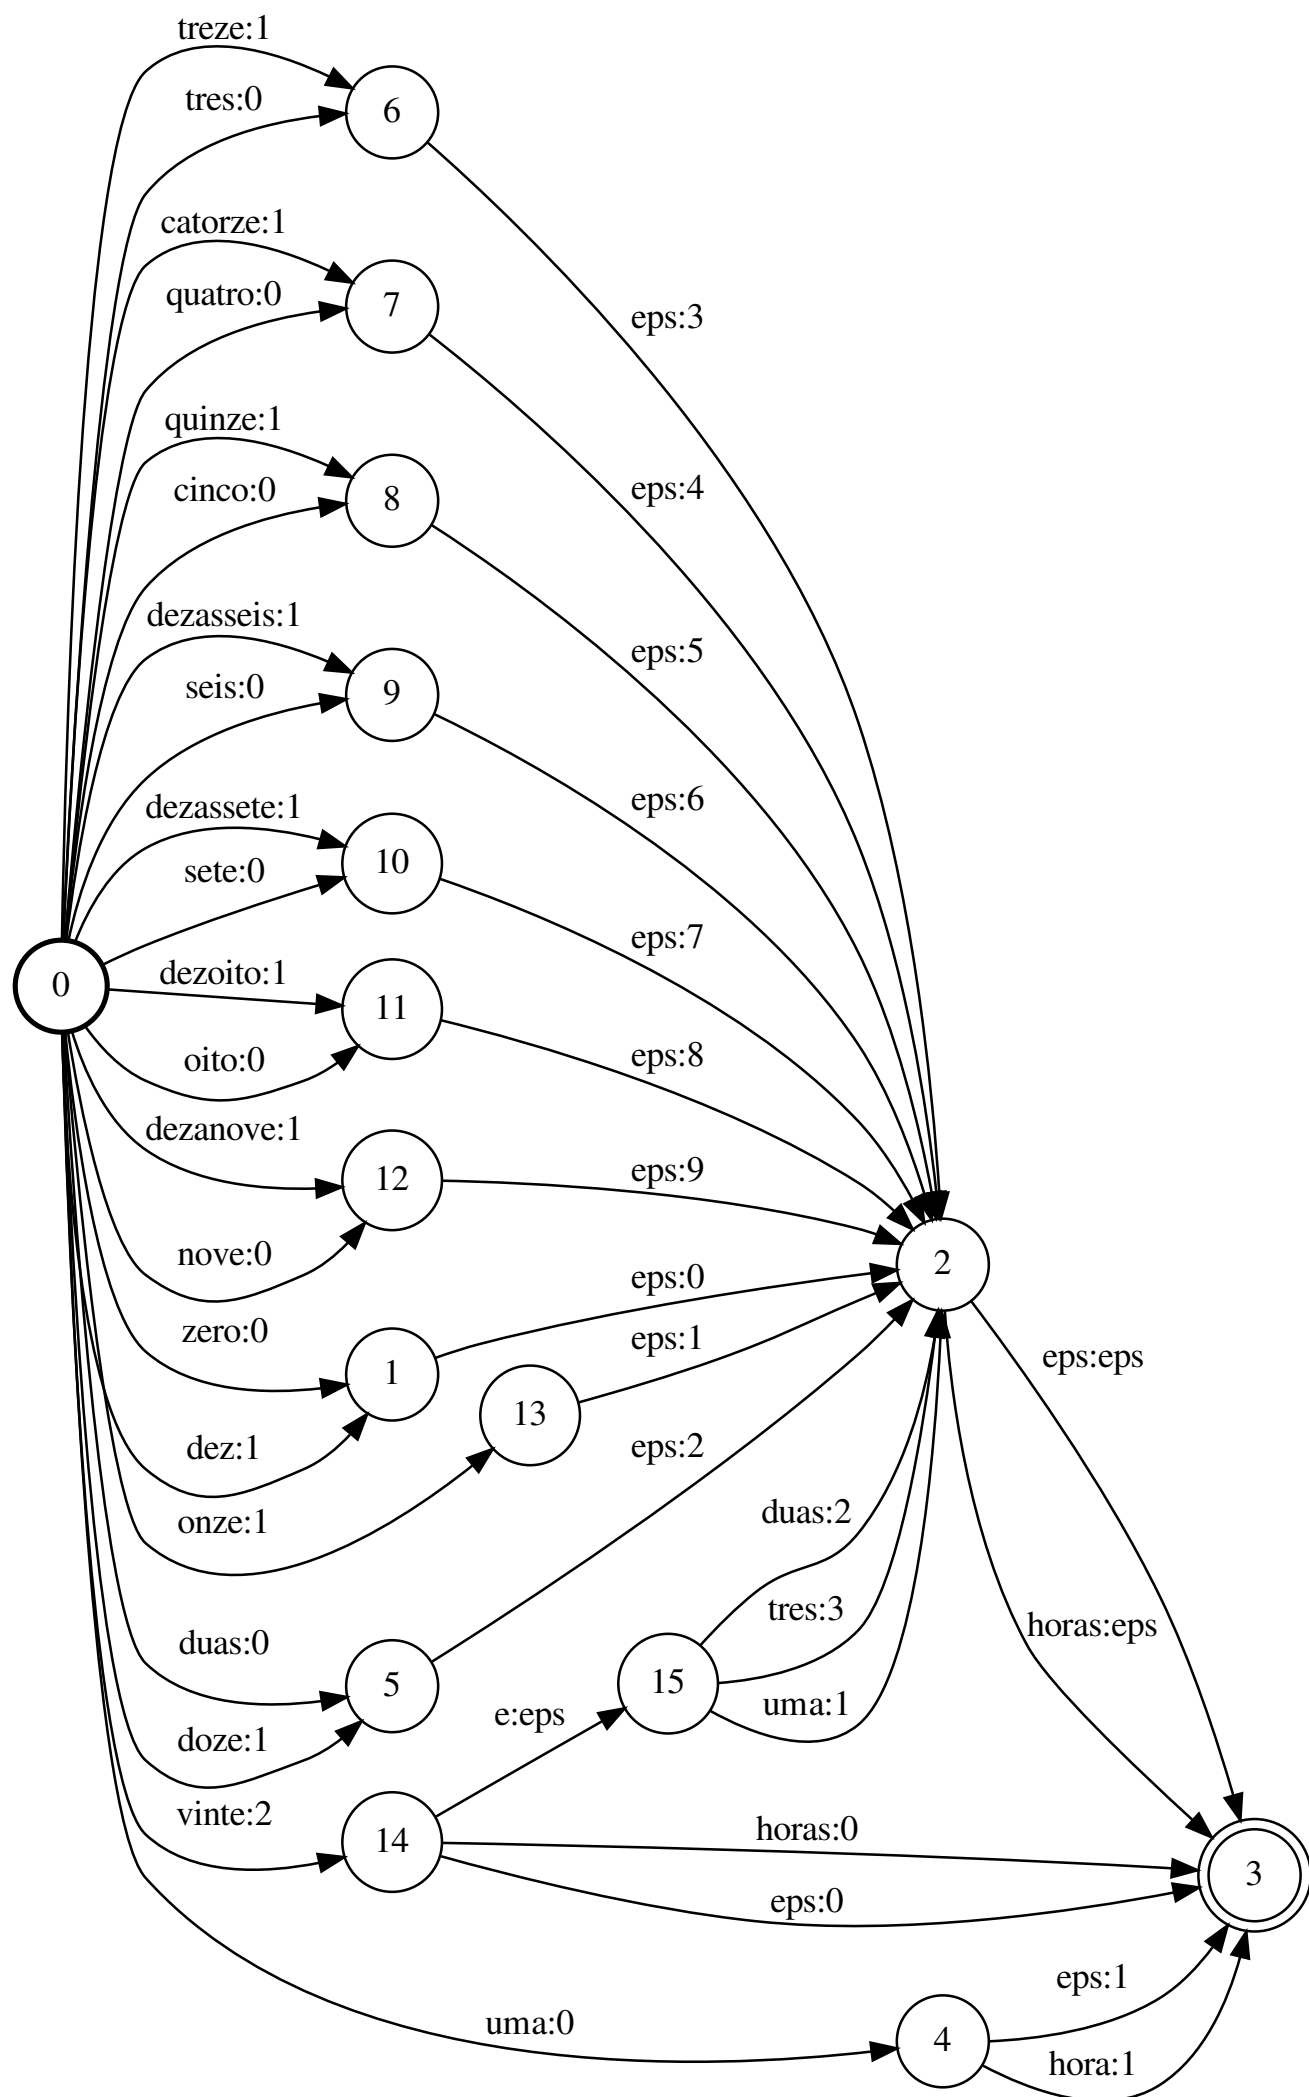 treze:1
tres:0
6
catorze:1
quatro:0
7
eps:3
quinze:1
cinco:0
8
eps:4
dezasseis:1
seis:0
9
eps:5
dezassete:1
sete:0
10
eps:6
eps:7
0
dezoito:1
11
oito:0
eps:8
dezanove:1
12
eps:9
nove:0
2
eps:0
zero:0
1
eps:1
eps:eps
13
dez:1
eps:2
onze:1
duas:2
tres:3
horas:eps
duas:0
5
15
uma:1
e:eps
doze:1
vinte:2
14
horas:0
3
eps:0
eps:1
uma:0
4
hora:1